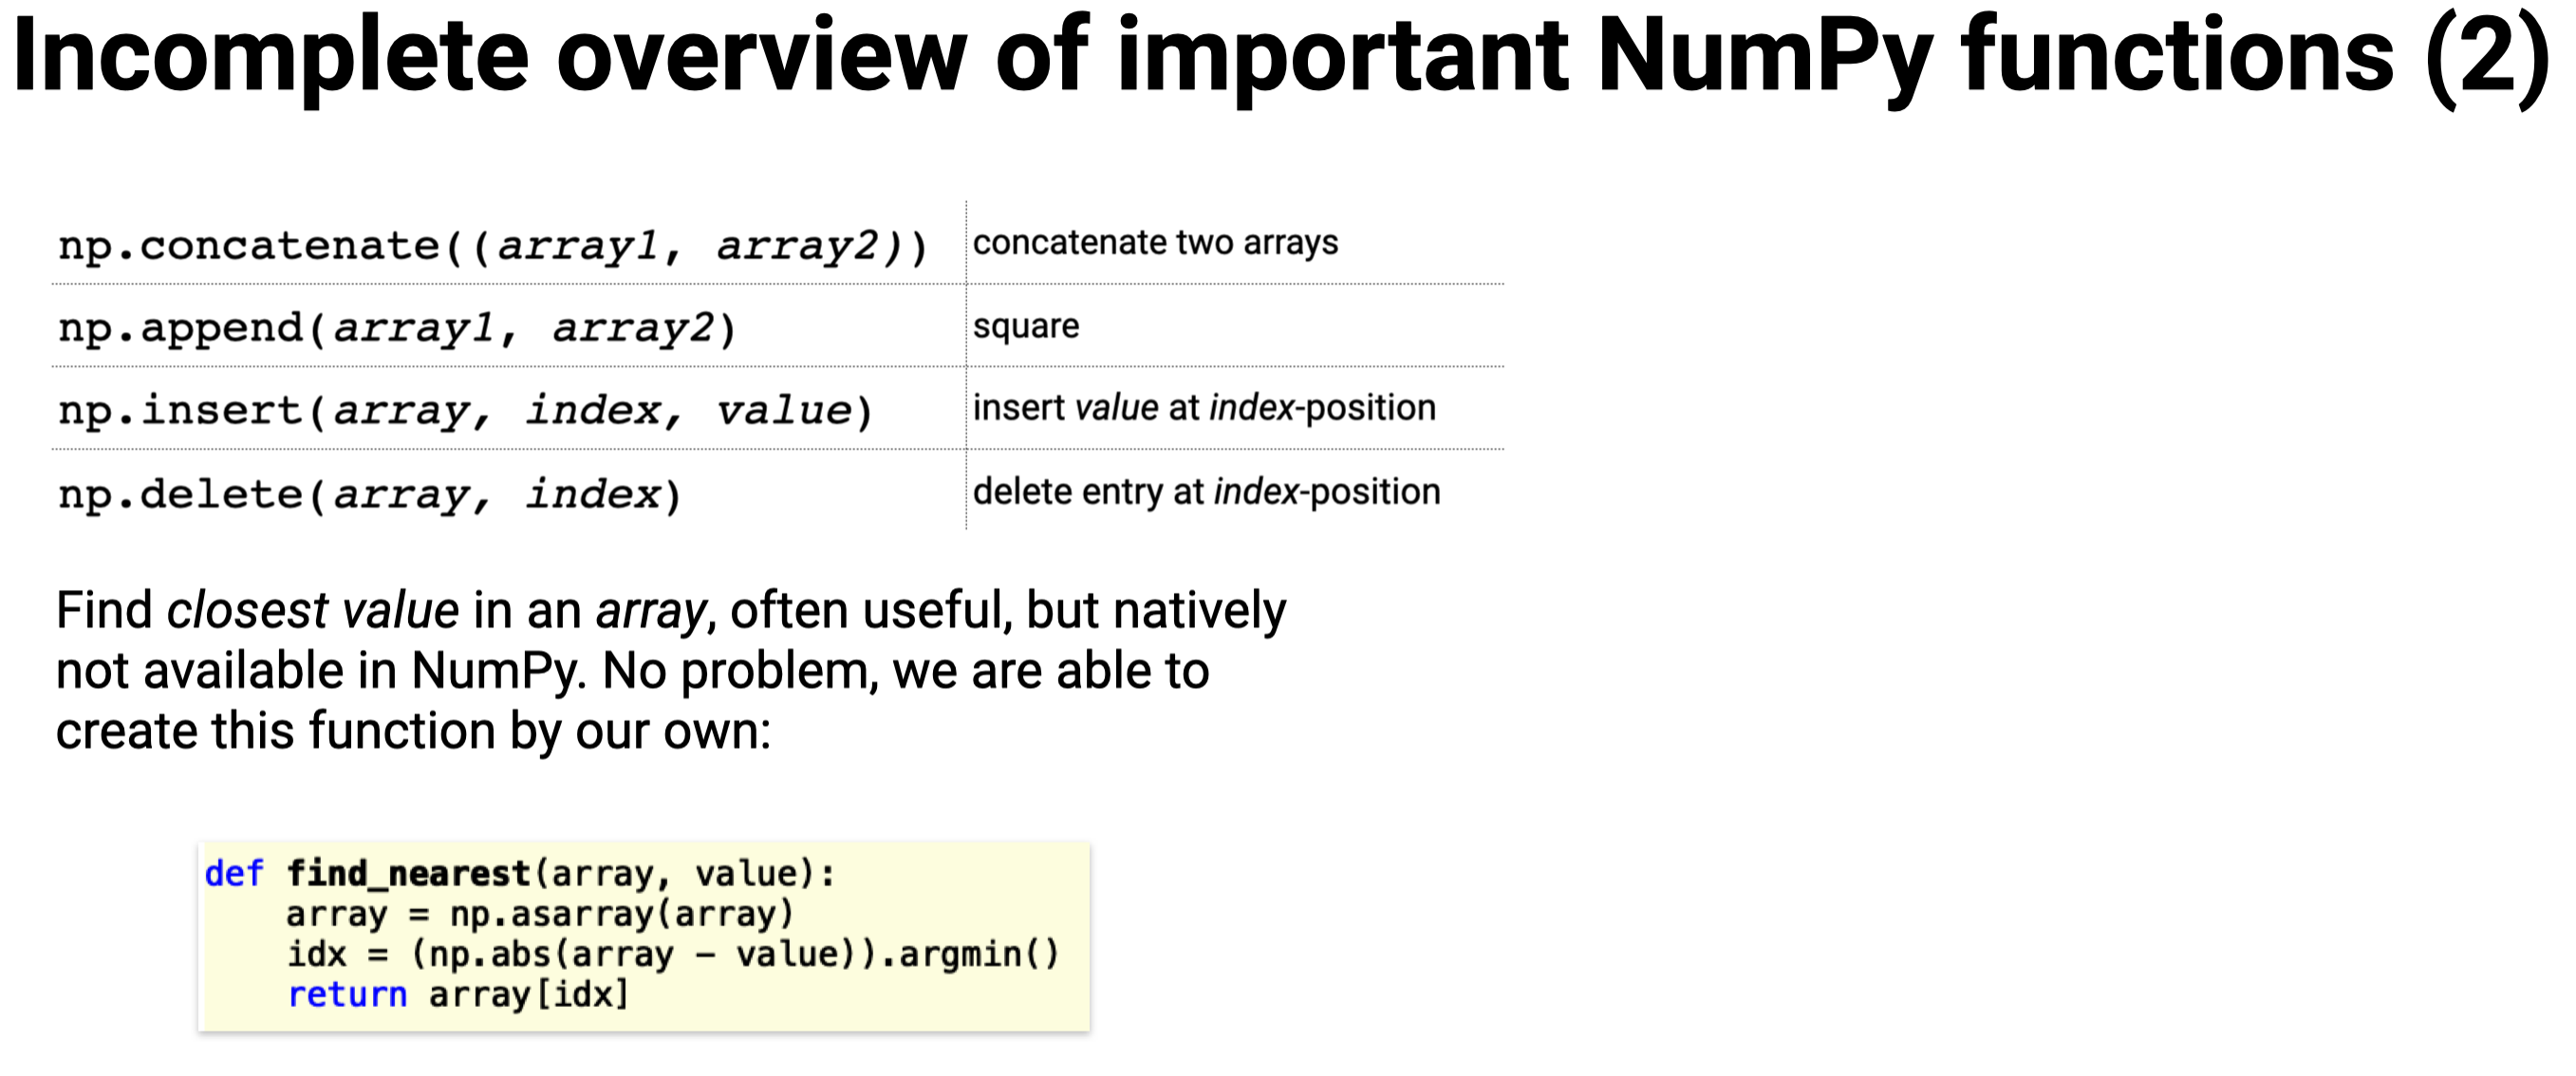 Incomplete overview of important NumPy functions (2)
np.concatenate((array1, array2)) concatenate two arrays
np.append(array1, array2) square
np.insert(array, index, value) insert value at index-position
np.delete(array, index) delete entry at index-position
Find closest value in an array, often useful, but natively
not available in NumPy. No problem, we are able to
create this function by our own:
def find_nearest(array, value):
    array = np.asarray(array)
    idx = (np.abs(array − value)).argmin()
    return array[idx]